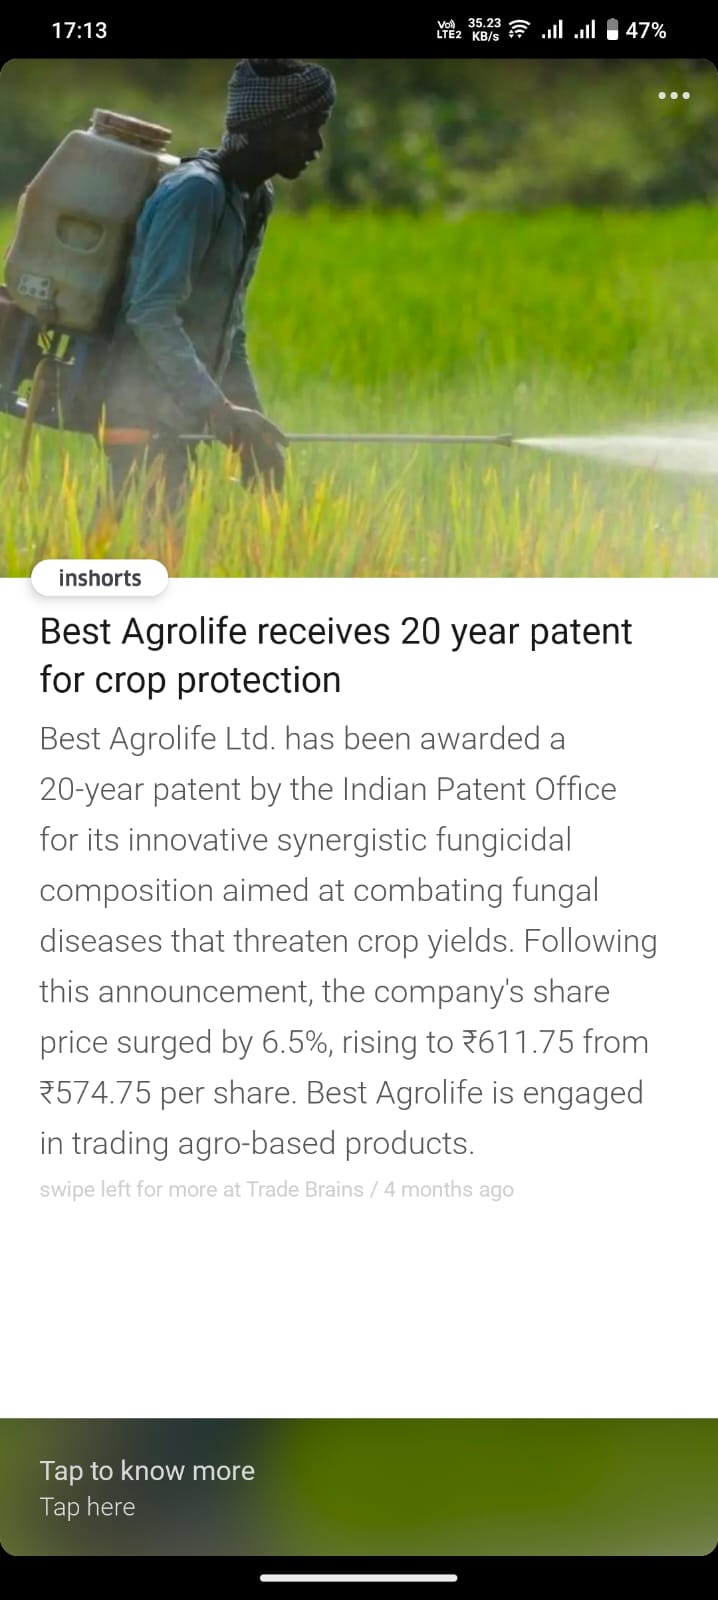 17:13
Vo)) LTE2 35.23 KB/s 47%
inshorts
Best Agrolife receives 20 year patent
for crop protection
Best Agrolife Ltd. has been awarded a
20-year patent by the Indian Patent Office
for its innovative synergistic fungicidal
composition aimed at combating fungal
diseases that threaten crop yields. Following
this announcement, the company's share
price surged by 6.5%, rising to ₹611.75 from
₹574.75 per share. Best Agrolife is engaged
in trading agro-based products.
swipe left for more at Trade Brains / 4 months ago
Tap to know more
Tap here